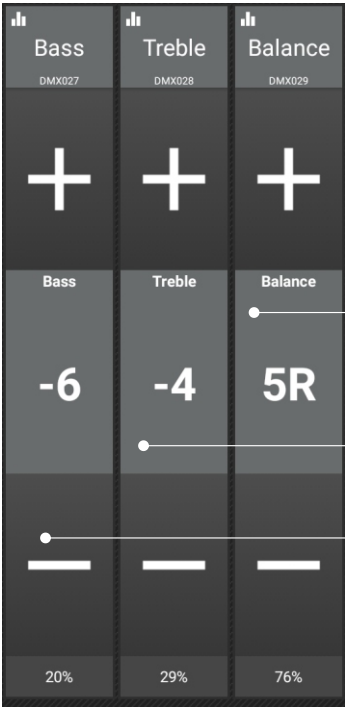 Bass Treble Balance
DMX027 DMX028 DMX029
+ + +
Bass Treble Balance
-6 -4 5R
— — —
20% 29% 76%